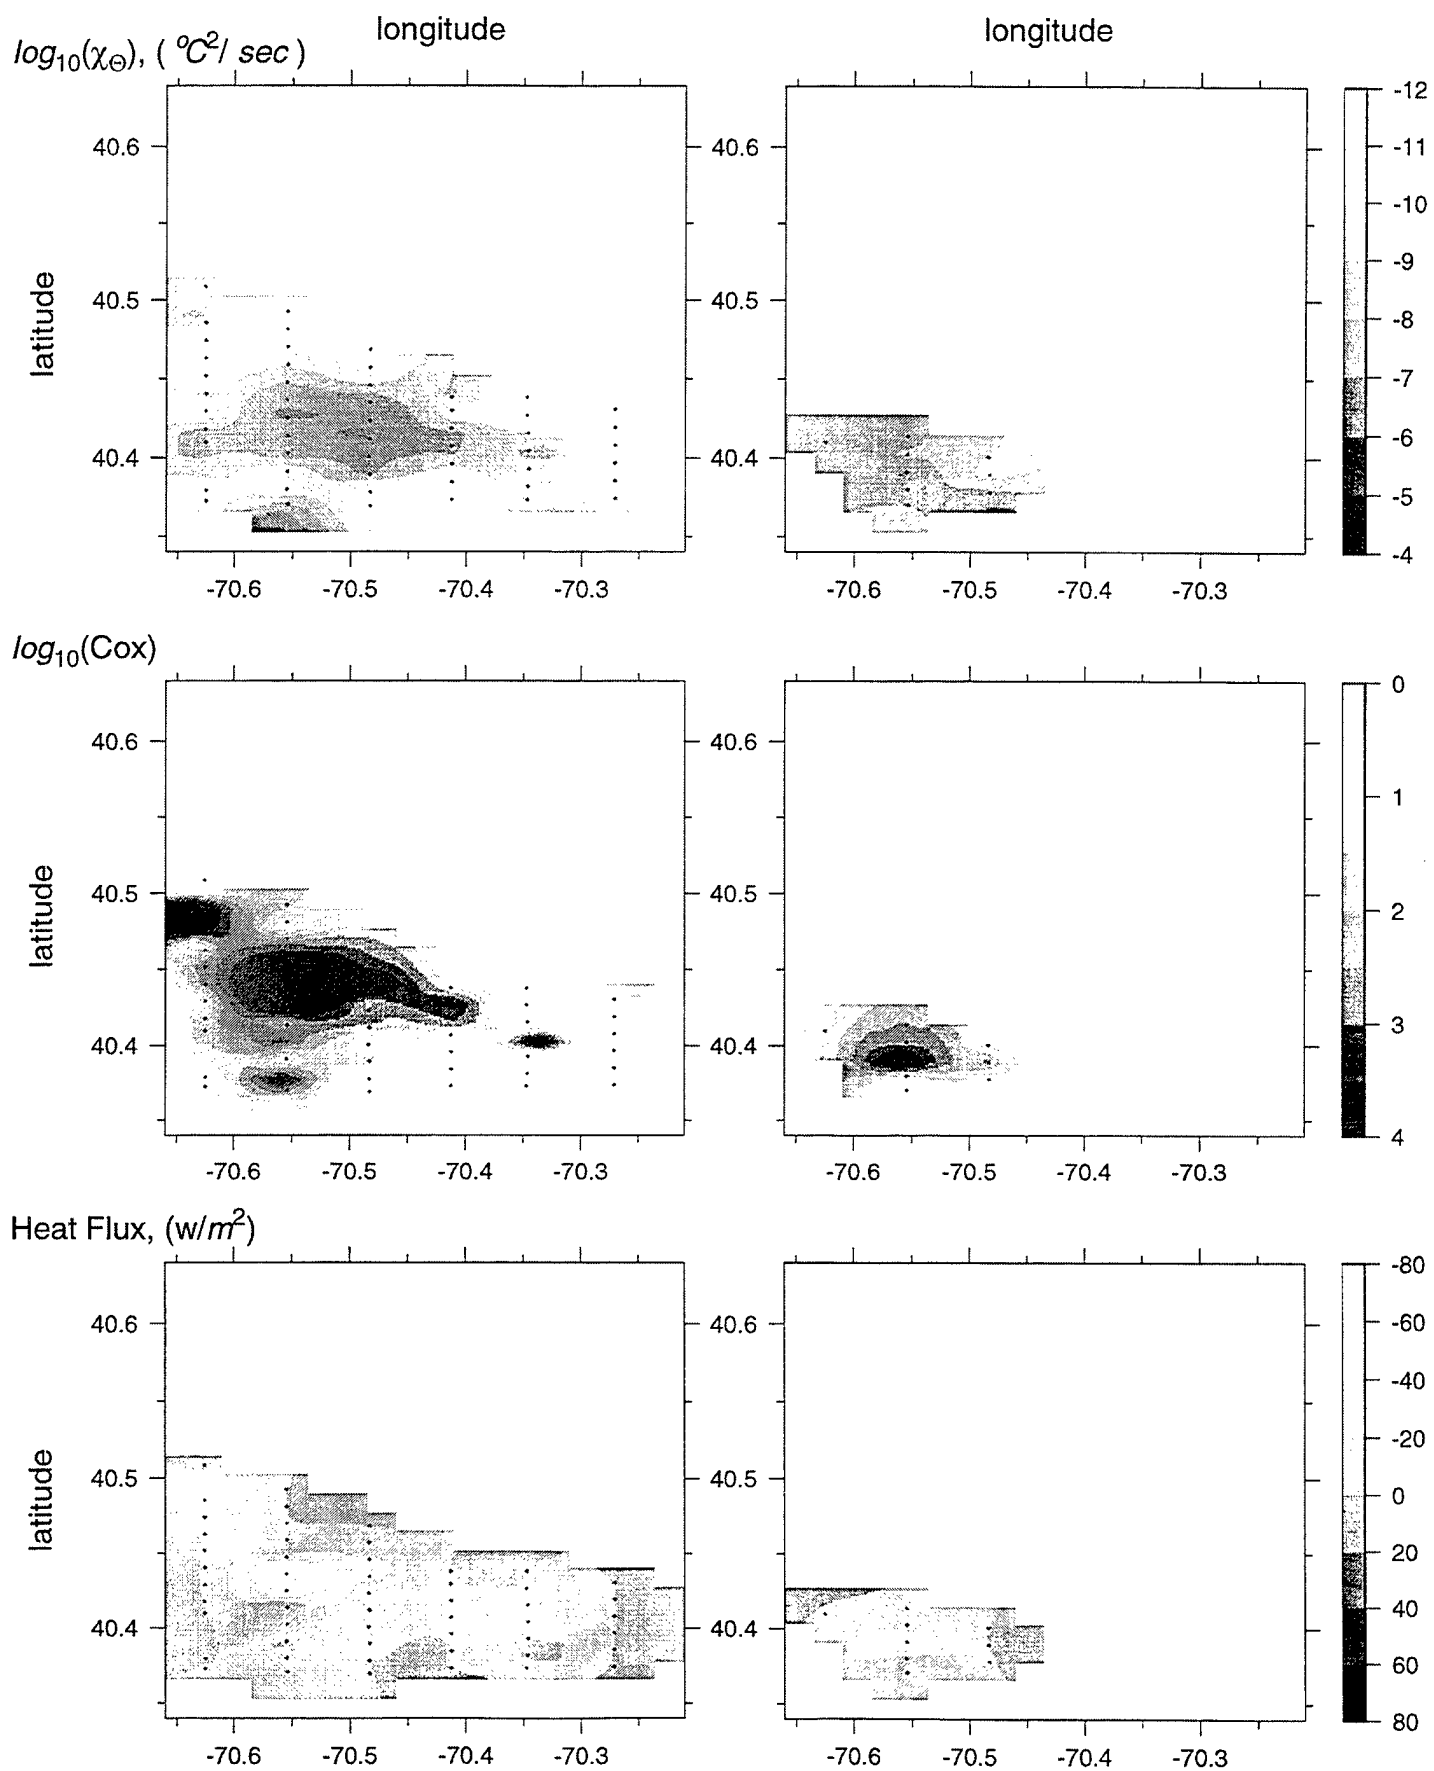 longitude longitude
log10(χΘ), ( °C2/ sec )
40.6 40.6 -12
-11
-10
latitude 40.5 40.5 -9
-8
-7
40.4 40.4 -6
-5
-4
-70.6 -70.5 -70.4 -70.3 -70.6 -70.5 -70.4 -70.3
log10(Cox)
40.6 40.6 0
1
latitude 40.5 40.5 2
3
40.4 40.4 4
-70.6 -70.5 -70.4 -70.3 -70.6 -70.5 -70.4 -70.3
Heat Flux, (w/m2)
40.6 40.6 -80
-60
-40
-20
latitude 40.5 40.5 0
20
40
40.4 40.4 60
80
-70.6 -70.5 -70.4 -70.3 -70.6 -70.5 -70.4 -70.3